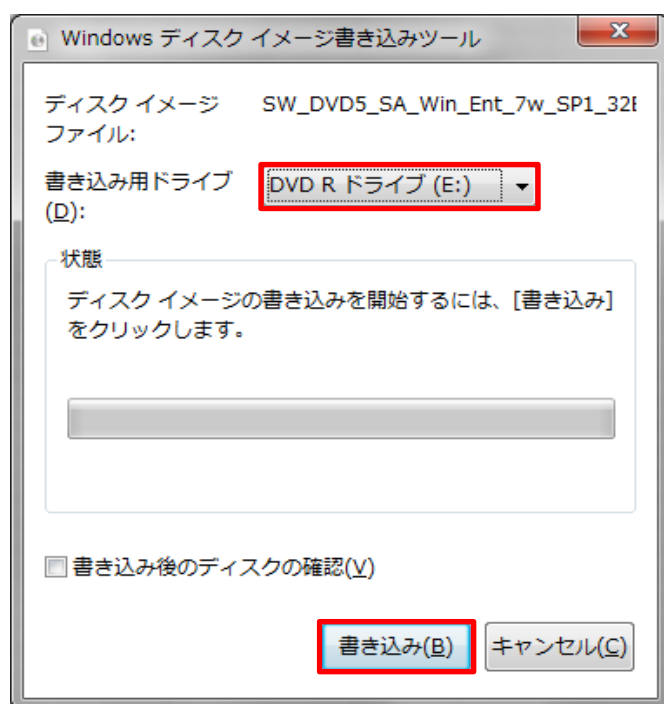 Windows ディスク イメージ書き込みツール
ディスク イメージ SW_DVD5_SA_Win_Ent_7w_SP1_32
ファイル:
書き込み用ドライブ DVD R ドライブ (E:)
(D):
状態
ディスク イメージの書き込みを開始するには、[書き込み]
をクリックします。
書き込み後のディスクの確認(V)
書き込み(B) キャンセル(C)